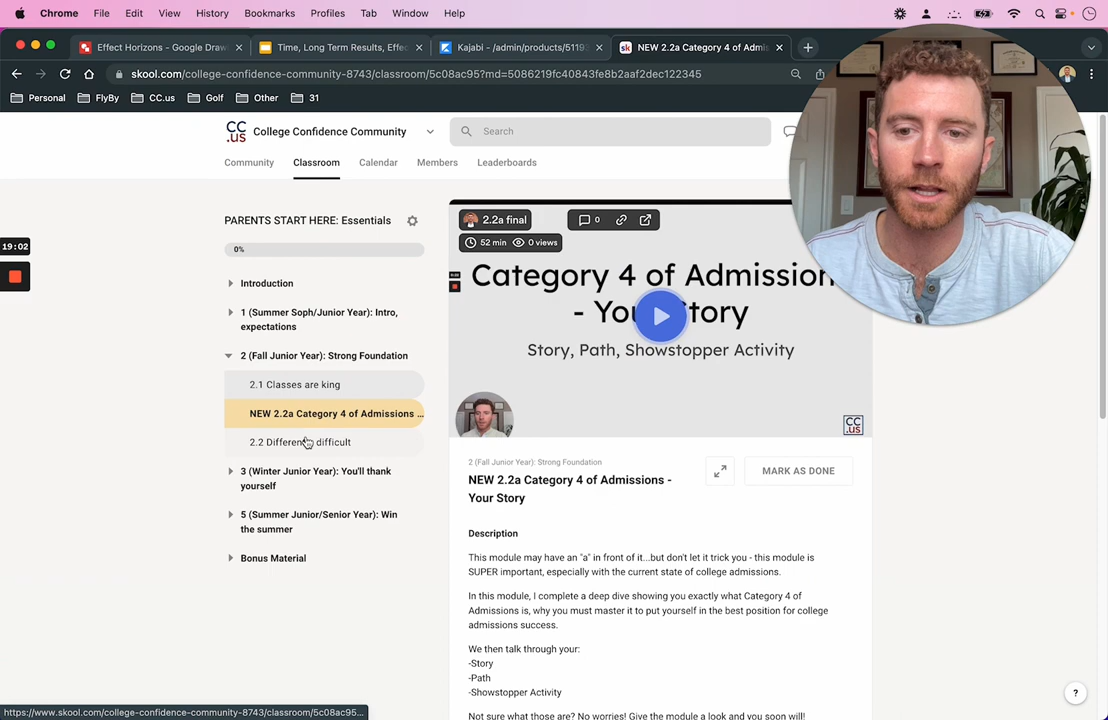 Chrome File Edit View History Bookmarks Profiles Tab Window Help
Effect Horizons - Google Draw
Time, Long Term Results, Effe
Kajabi - /admin/products/5119
NEW 2.2a Category 4 of Admis
skool.com/college-confidence-community-8743/classroom/5c08ac95?md=5086219fc40843fe8b2aaf2dec122345
Personal FlyBy CC.us Golf Other 31
CC
.us
College Confidence Community
Search
Community Classroom Calendar Members Leaderboards
PARENTS START HERE: Essentials
0%
19:02
Introduction
1 (Summer Soph/Junior Year): Intro,
expectations
2 (Fall Junior Year): Strong Foundation
2.1 Classes are king
NEW 2.2a Category 4 of Admissions ...
2.2 Different difficult
3 (Winter Junior Year): You'll thank
yourself
5 (Summer Junior/Senior Year): Win
the summer
Bonus Material
2.2a final
0
52 min 0 views
Category 4 of Admission
- Your Story
Story, Path, Showstopper Activity
CC
.us
2 (Fall Junior Year): Strong Foundation
NEW 2.2a Category 4 of Admissions -
Your Story
MARK AS DONE
Description
This module may have an "a" in front of it...but don't let it trick you - this module is
SUPER important, especially with the current state of college admissions.
In this module, I complete a deep dive showing you exactly what Category 4 of
Admissions is, why you must master it to put yourself in the best position for college
admissions success.
We then talk through your:
-Story
-Path
-Showstopper Activity
Not sure what those are? No worries! Give the module a look and you soon will!
?
https://www.skool.com/college-confidence-community-8743/classroom/5c08ac95...